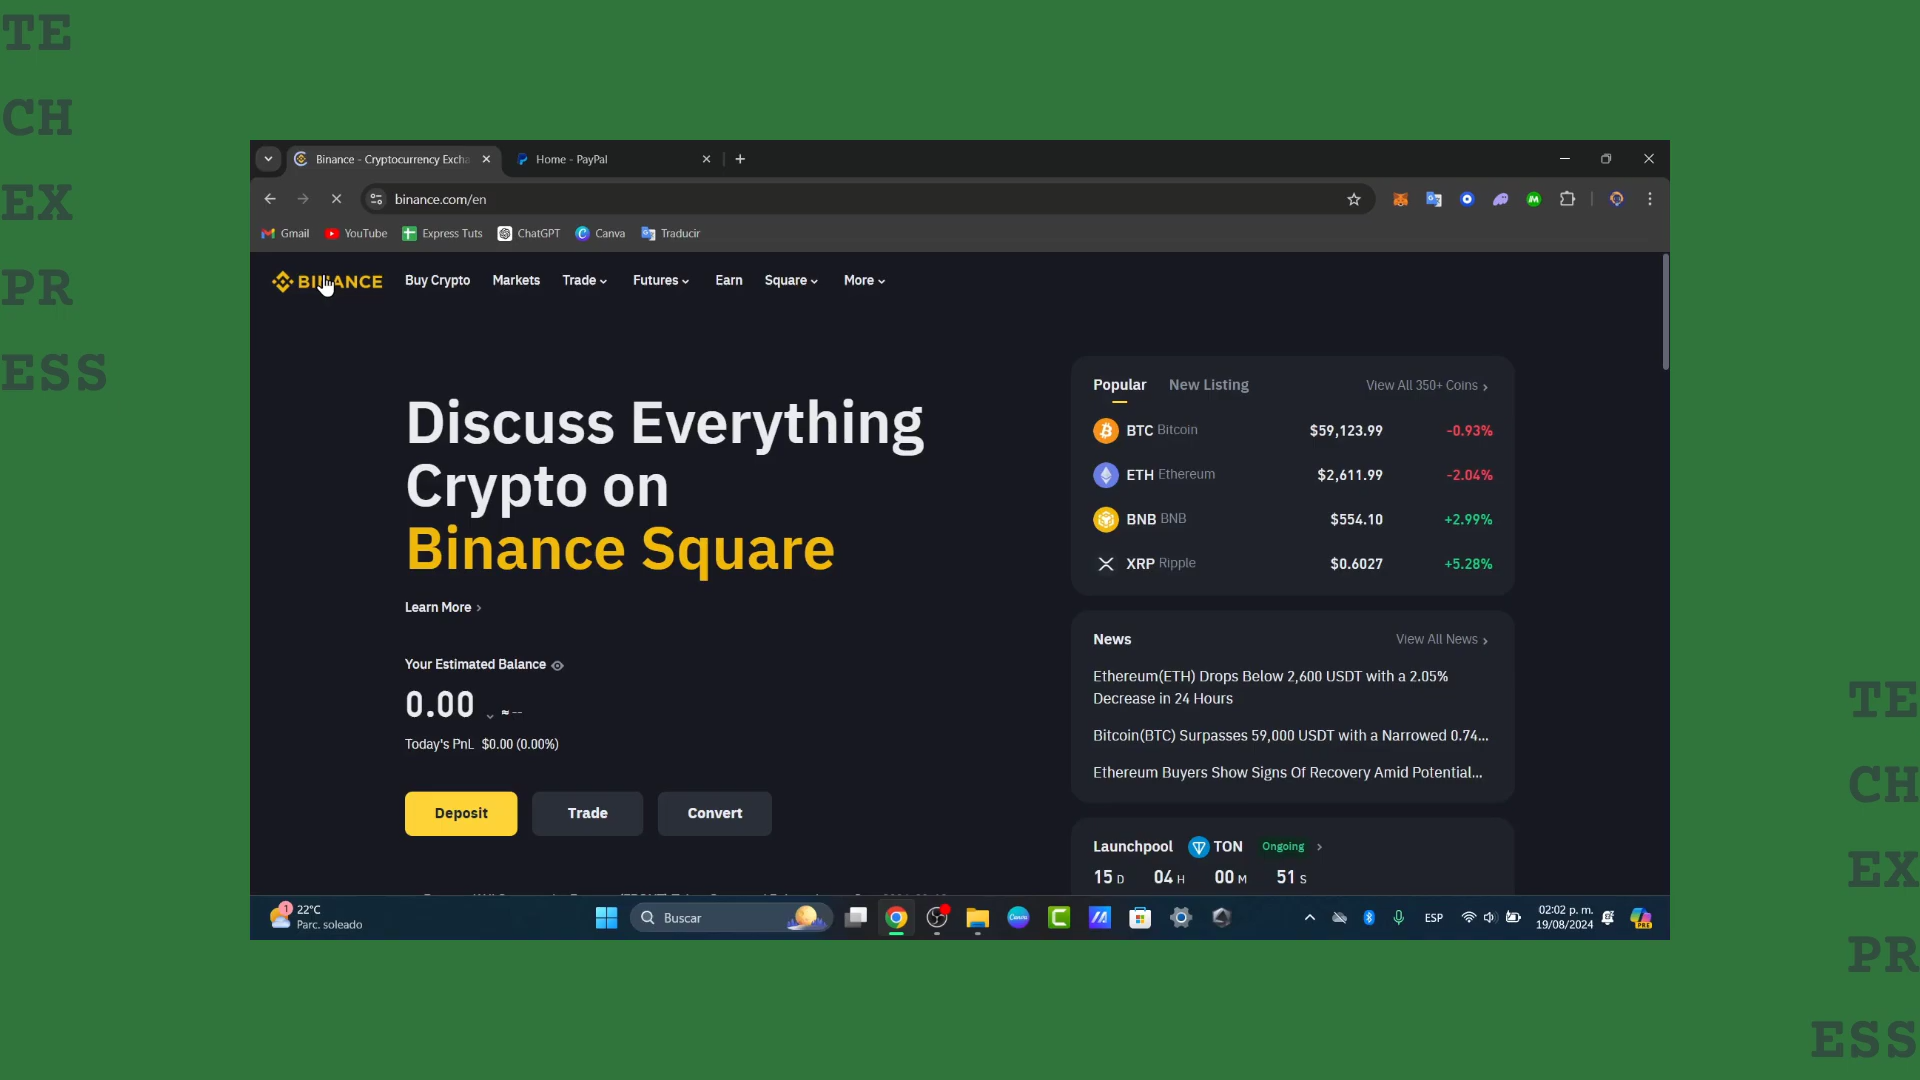 TE
CH
EX
PR
ESS
Binance - Cryptocurrency Excha
Home - PayPal
binance.com/en
Gmail YouTube Express Tuts ChatGPT Canva Traducir
BINANCE Buy Crypto Markets Trade Futures Earn Square More
Discuss Everything
Crypto on
Binance Square
Learn More
Your Estimated Balance
0.00 ≈ --
Today's PnL $0.00 (0.00%)
Deposit Trade Convert
Popular New Listing View All 350+ Coins
BTC Bitcoin $59,123.99 -0.93%
ETH Ethereum $2,611.99 -2.04%
BNB BNB $554.10 +2.99%
XRP Ripple $0.6027 +5.28%
News View All News
Ethereum(ETH) Drops Below 2,600 USDT with a 2.05%
Decrease in 24 Hours
Bitcoin(BTC) Surpasses 59,000 USDT with a Narrowed 0.74...
Ethereum Buyers Show Signs Of Recovery Amid Potential...
Launchpool TON Ongoing
15 D 04 H 00 M 51 S
1
22°C
Parc. soleado
Buscar
ESP
02:02 p. m.
19/08/2024
PRE
TE
CH
EX
PR
ESS